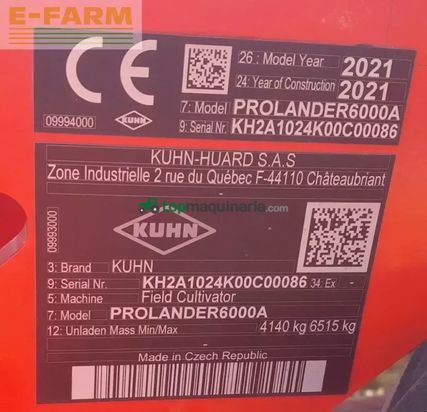 E-FARM
CE
26: Model Year 2021
24: Year of Construction 2021
7: Model PROLANDER6000A
9: Serial Nr. KH2A1024K00C00086
09994000 KUHN
KUHN-HUARD S.A.S
Zone Industrielle 2 rue du Québec F-44110 Châteaubriant
topmaquinaria.com
09993000
KUHN
3: Brand KUHN
9: Serial Nr. KH2A1024K00C00086 34: Ex -
5: Machine Field Cultivator
7: Model PROLANDER6000A
12: Unladen Mass Min/Max 4140 kg 6515 kg
Made in Czech Republic